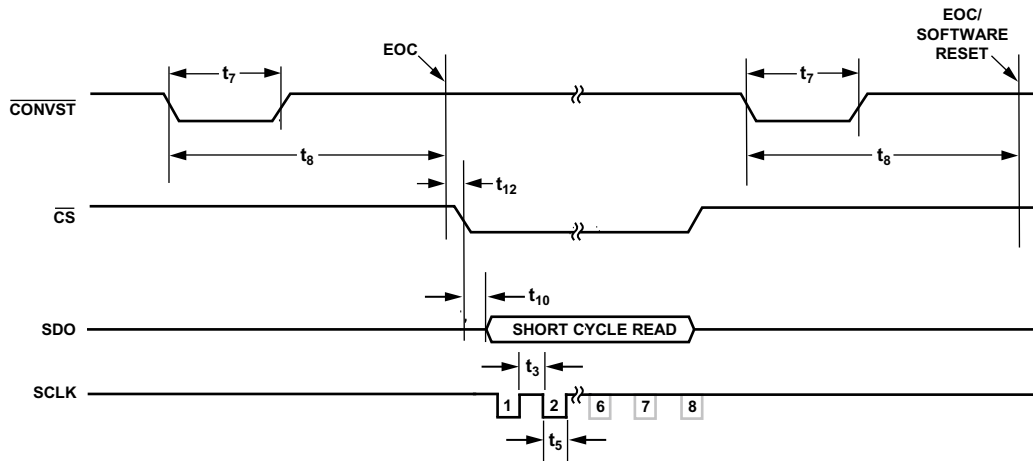 EOC
EOC/
SOFTWARE
RESET
t7
t7
CONVST
t8
t8
t12
CS
t10
SDO
SHORT CYCLE READ
t3
SCLK
1
2
6
7
8
t5